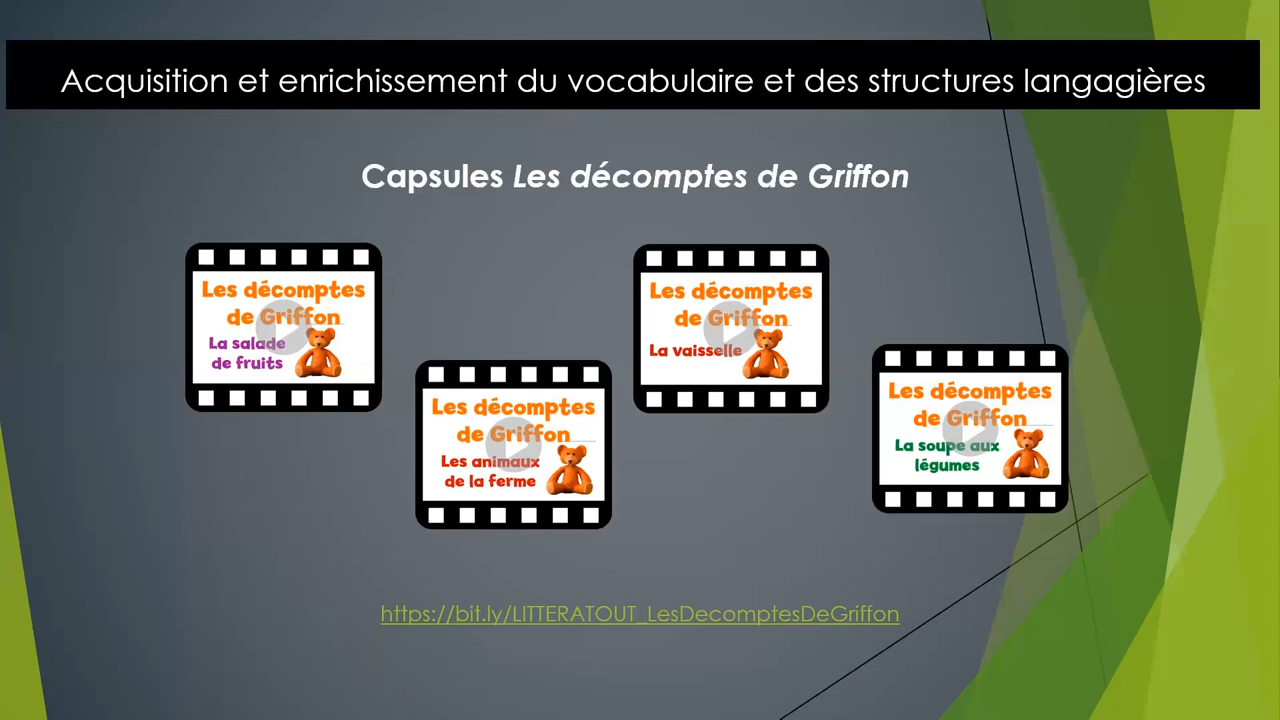 Acquisition et enrichissement du vocabulaire et des structures langagières
Capsules Les décomptes de Griffon
Les décomptes
de Griffon
La salade
de fruits
Les décomptes
de Griffon
Les animaux
de la ferme
Les décomptes
de Griffon
La vaisselle
Les décomptes
de Griffon
La soupe aux
légumes
https://bit.ly/LITTERATOUT_LesDecomptesDeGriffon